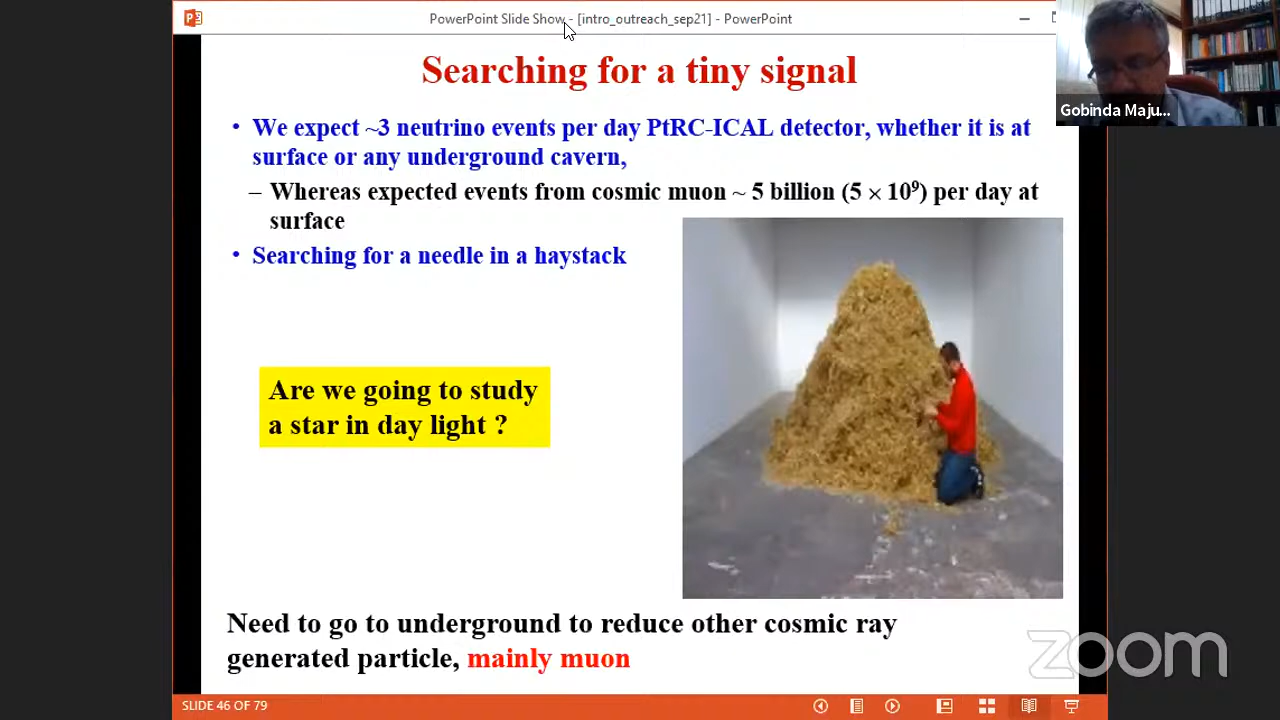 PowerPoint Slide Show - [intro_outreach_sep21] - PowerPoint
Gobinda Maju...
Searching for a tiny signal
• We expect ~3 neutrino events per day PtRC-ICAL detector, whether it is at
surface or any underground cavern,
– Whereas expected events from cosmic muon ~ 5 billion (5 × 10⁹) per day at
surface
• Searching for a needle in a haystack
Are we going to study
a star in day light ?
Need to go to underground to reduce other cosmic ray
generated particle, mainly muon
zoom
SLIDE 46 OF 79